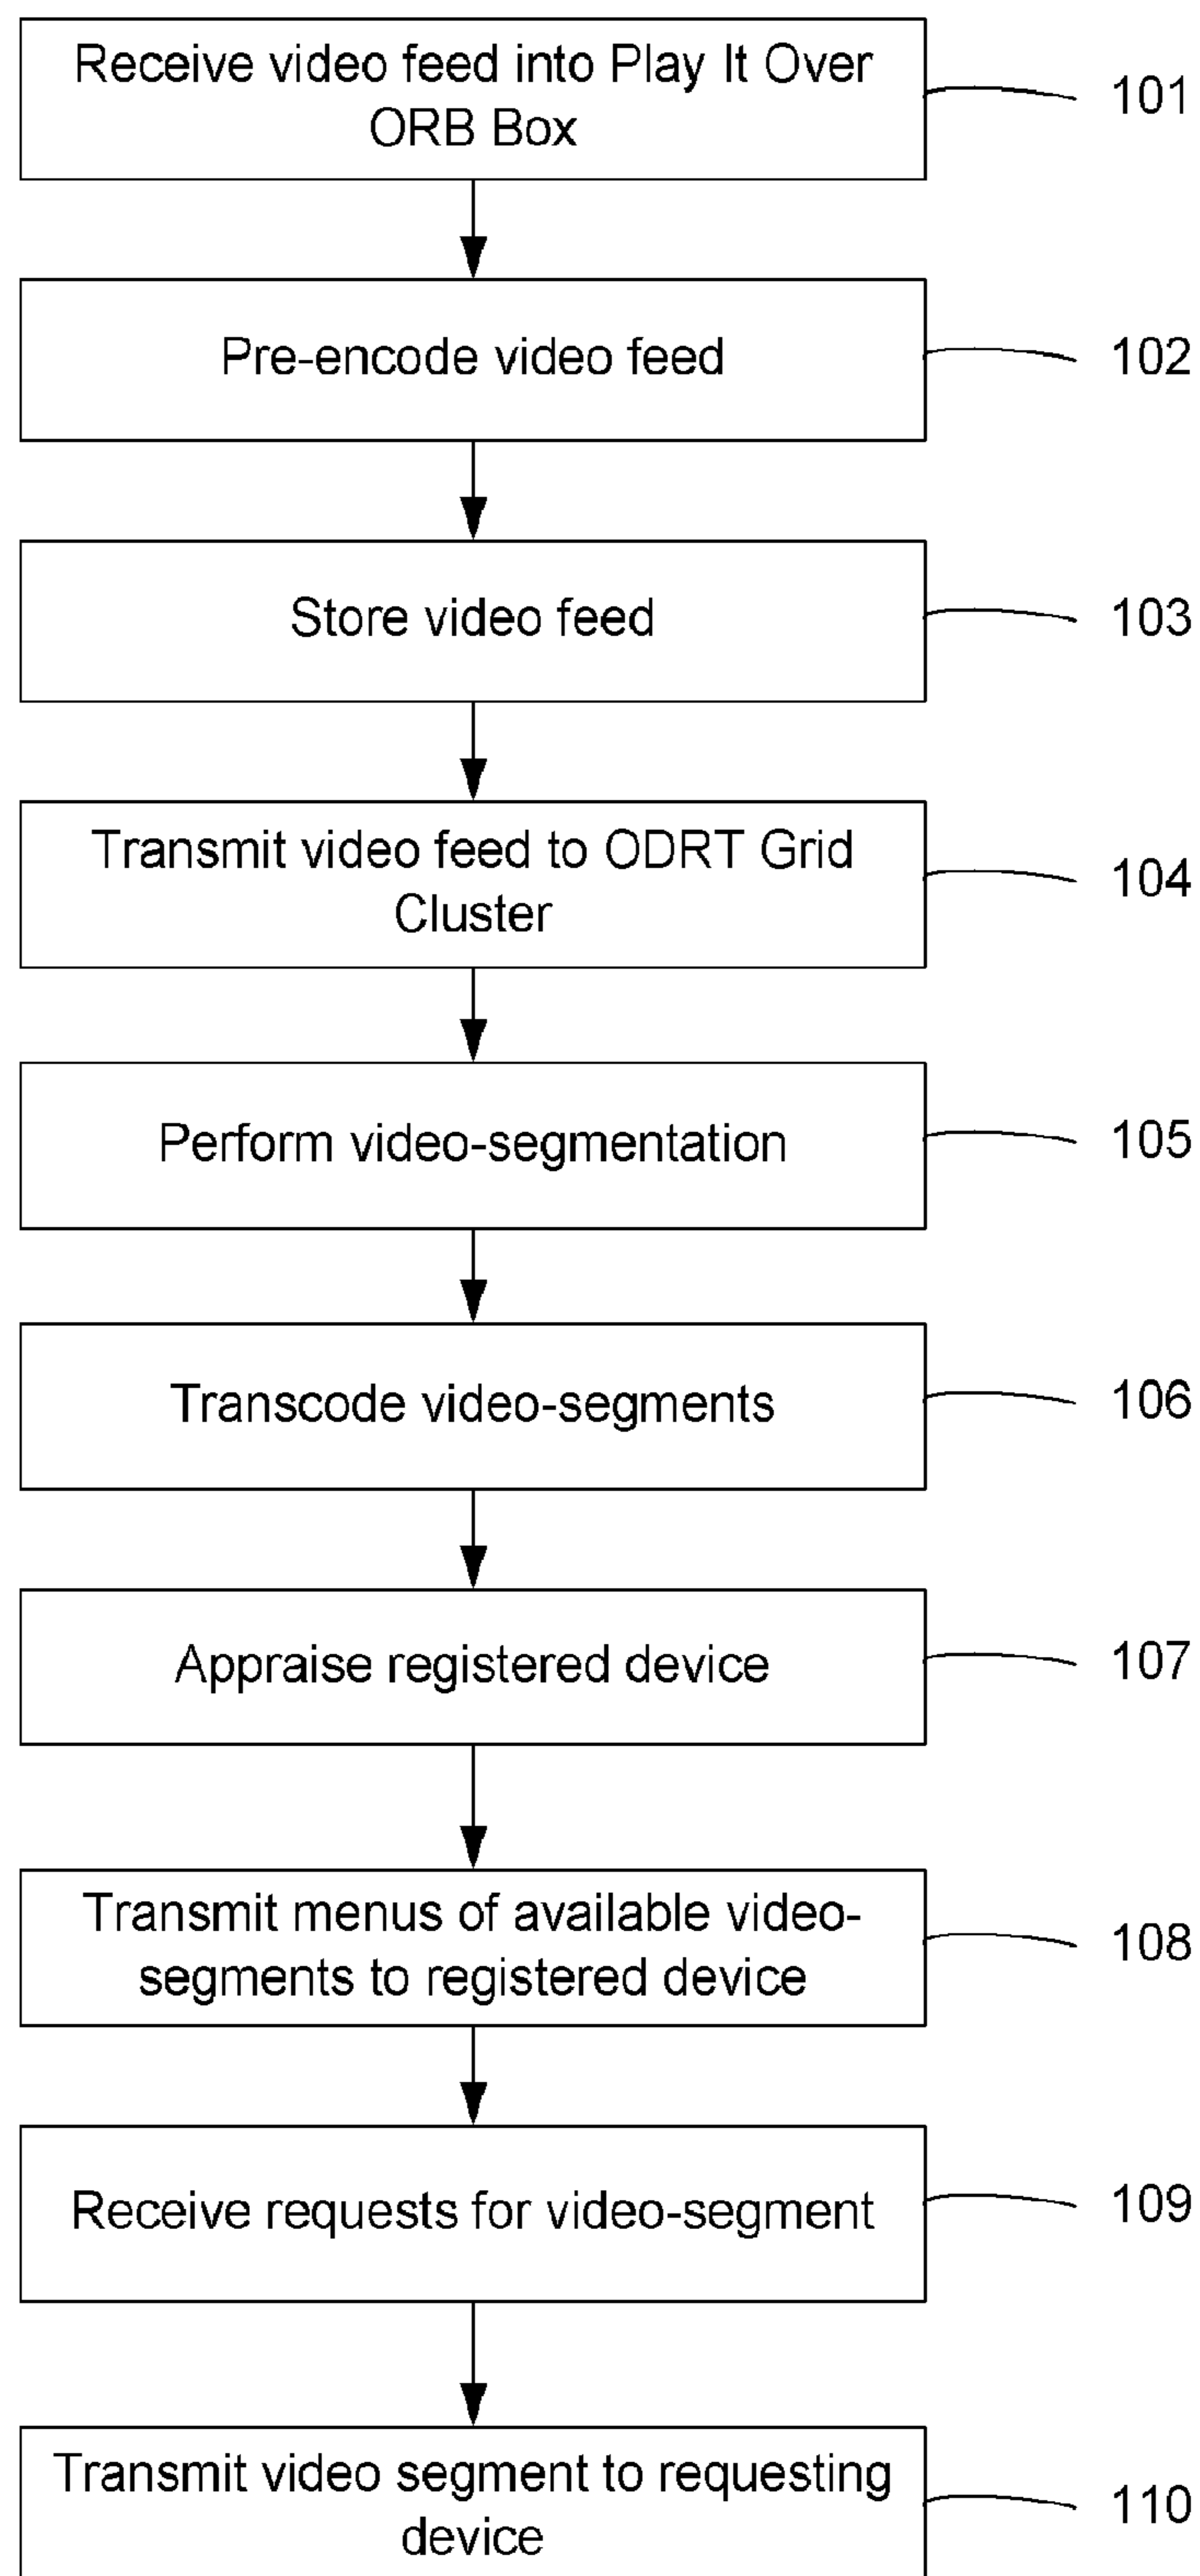 Receive video feed into Play It Over
ORB Box
101
Pre-encode video feed
102
Store video feed
103
Transmit video feed to ODRT Grid
Cluster
104
Perform video-segmentation
105
Transcode video-segments
106
Appraise registered device
107
Transmit menus of available video-
segments to registered device
108
Receive requests for video-segment
109
Transmit video segment to requesting
device
110